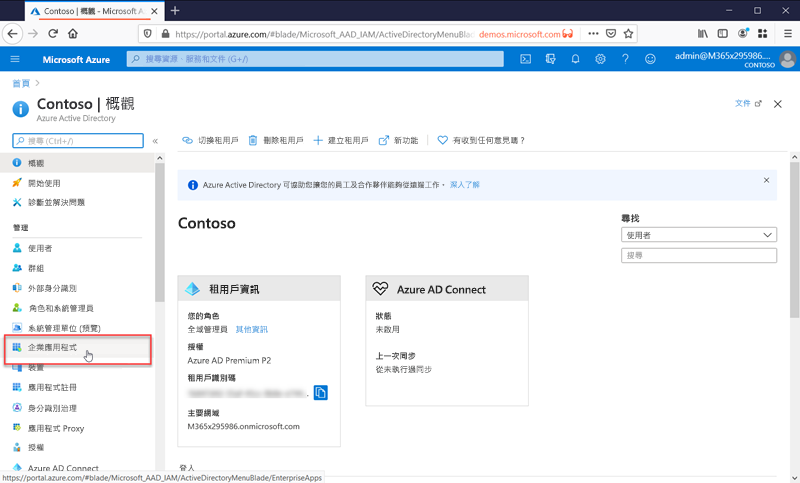 概觀 - Microsoft Az
https://portal.azure.com/#blade/Microsoft_AAD_IAM/ActiveDirectoryMenuBlade/
demos.microsoft.com
Microsoft Azure
搜尋資源、服務和文件 (G+/)
admin@M365x295986....
CONTOSO
首頁 >
Contoso | 概觀
Azure Active Directory
文件
搜尋 (Ctrl+/)
切換租用戶
刪除租用戶
建立租用戶
新功能
有收到任何意見嗎？
概觀
開始使用
診斷並解決問題
管理
使用者
群組
外部身分識別
角色和系統管理員
系統管理單位 (預覽)
企業應用程式
裝置
應用程式註冊
身分識別治理
應用程式 Proxy
授權
Azure AD Connect
Azure Active Directory 可協助您讓您的員工及合作夥伴能夠從遠端工作。 深入了解
Contoso
尋找
使用者
搜尋
租用戶資訊
您的角色
全域管理員 其他資訊
授權
Azure AD Premium P2
租用戶識別碼
主要網域
M365x295986.onmicrosoft.com
Azure AD Connect
狀態
未啟用
上一次同步
從未執行過同步
登入
https://portal.azure.com/#blade/Microsoft_AAD_IAM/ActiveDirectoryMenuBlade/EnterpriseApps